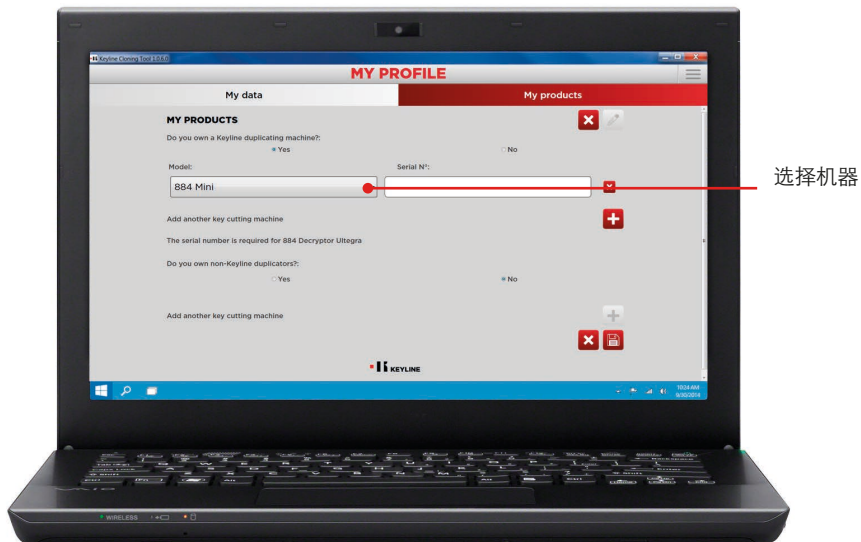 Keyline Cloning Tool 2.0.6.0
MY PROFILE
My data
My products
MY PRODUCTS
Do you own a Keyline duplicating machine?:
Yes
No
Model:
Serial N°:
884 Mini
选择机器
Add another key cutting machine
The serial number is required for 884 Decryptor Ultegra
Do you own non-Keyline duplicators?:
Yes
No
Add another key cutting machine
KEYLINE
10:24 AM
9/30/2014
WIRELESS